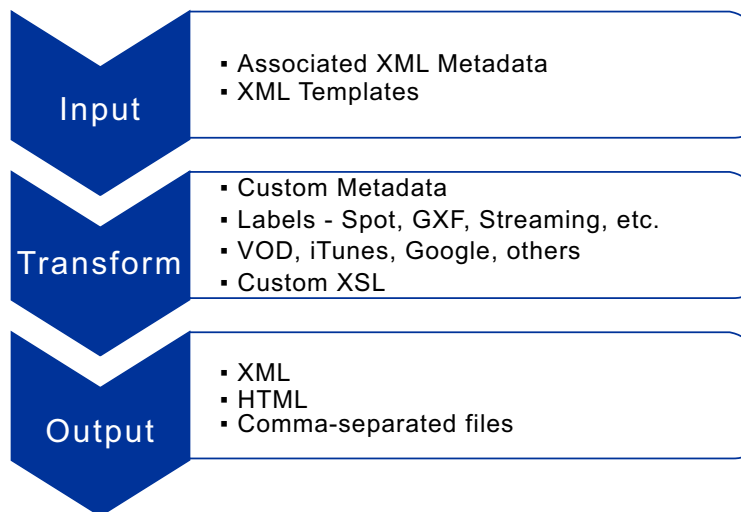 Input
▪ Associated XML Metadata
▪ XML Templates
Transform
▪ Custom Metadata
▪ Labels - Spot, GXF, Streaming, etc.
▪ VOD, iTunes, Google, others
▪ Custom XSL
Output
▪ XML
▪ HTML
▪ Comma-separated files